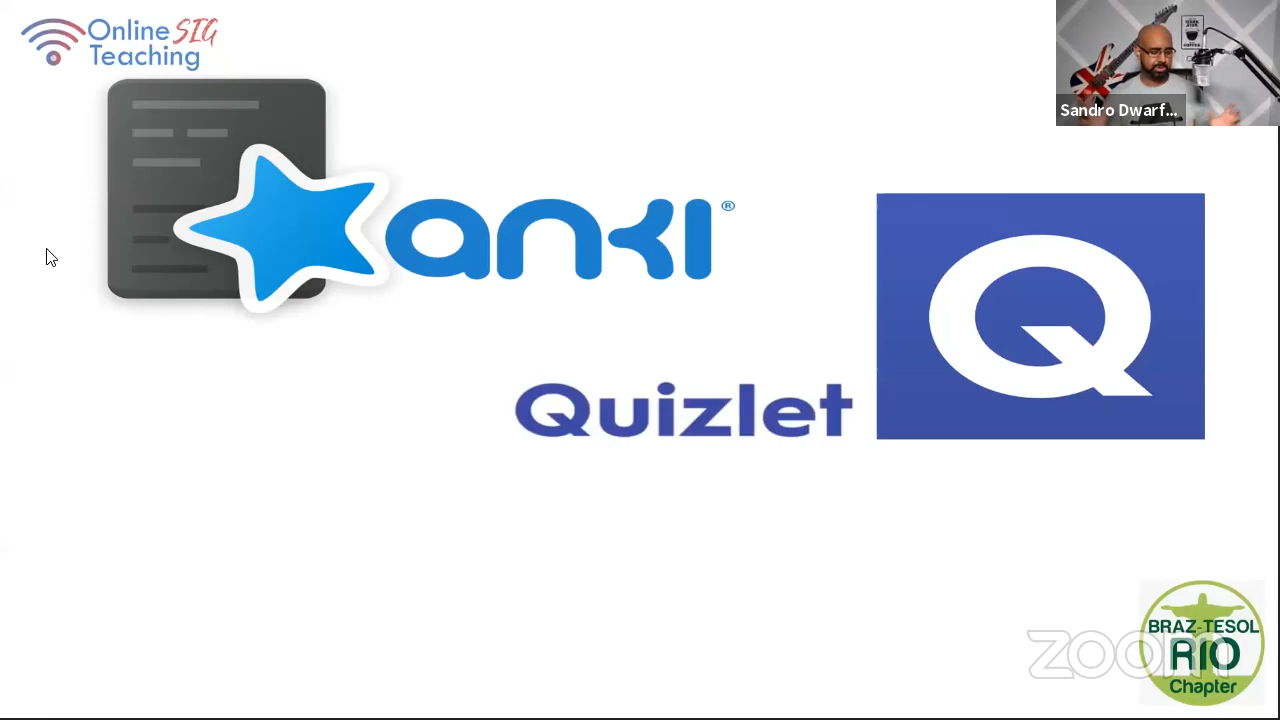 Online SIG
Teaching
Sandro Dwarf...
anki®
Quizlet
Q
BRAZ-TESOL
RIO
Chapter
zoom